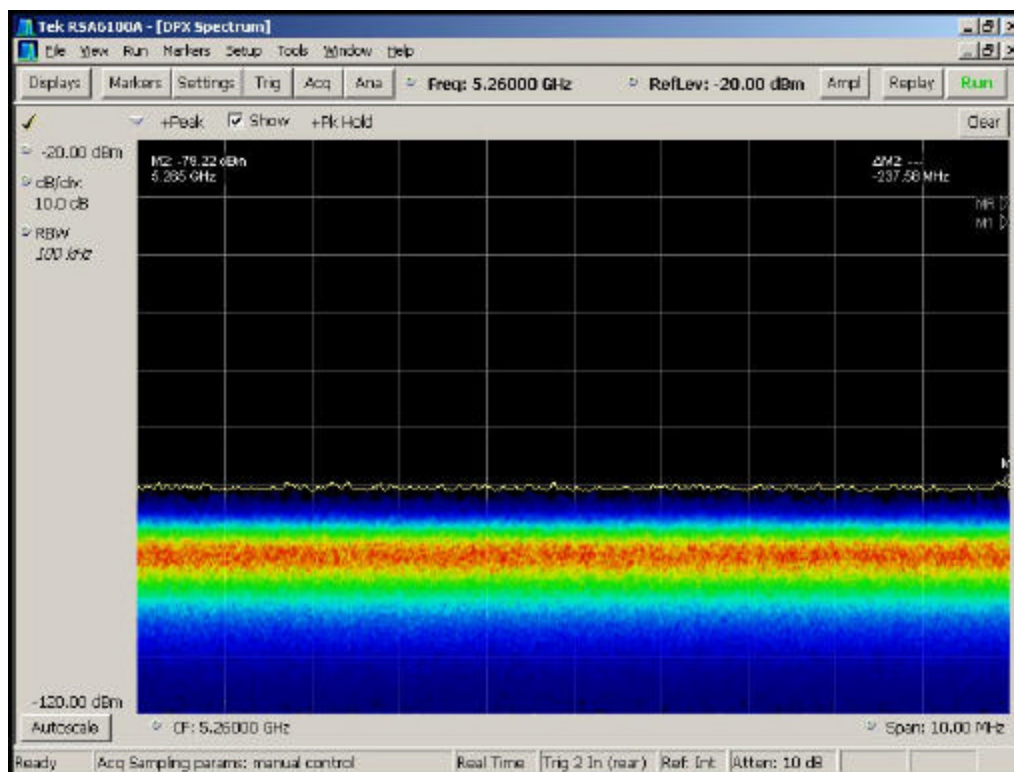 Tek RSA6100A - [DPX Spectrum]
File View Run Markers Setup Tools Window Help
Displays Markers Settings Trig Acq Ana Freq: 5.26000 GHz RefLev: -20.00 dBm Ampl Replay Run
+Peak Show +Pk Hold Clear
-20.00 dBm
dB/div:
10.0 dB
RBW
100 kHz
M2: -79.22 dBm
5.265 GHz
ΔM2: ---
-237.58 MHz
MR
M1
-120.00 dBm
Autoscale CF: 5.26000 GHz Span: 10.00 MHz
Ready Acq Sampling params: manual control Real Time Trig 2 In (rear) Ref: Int Atten: 10 dB